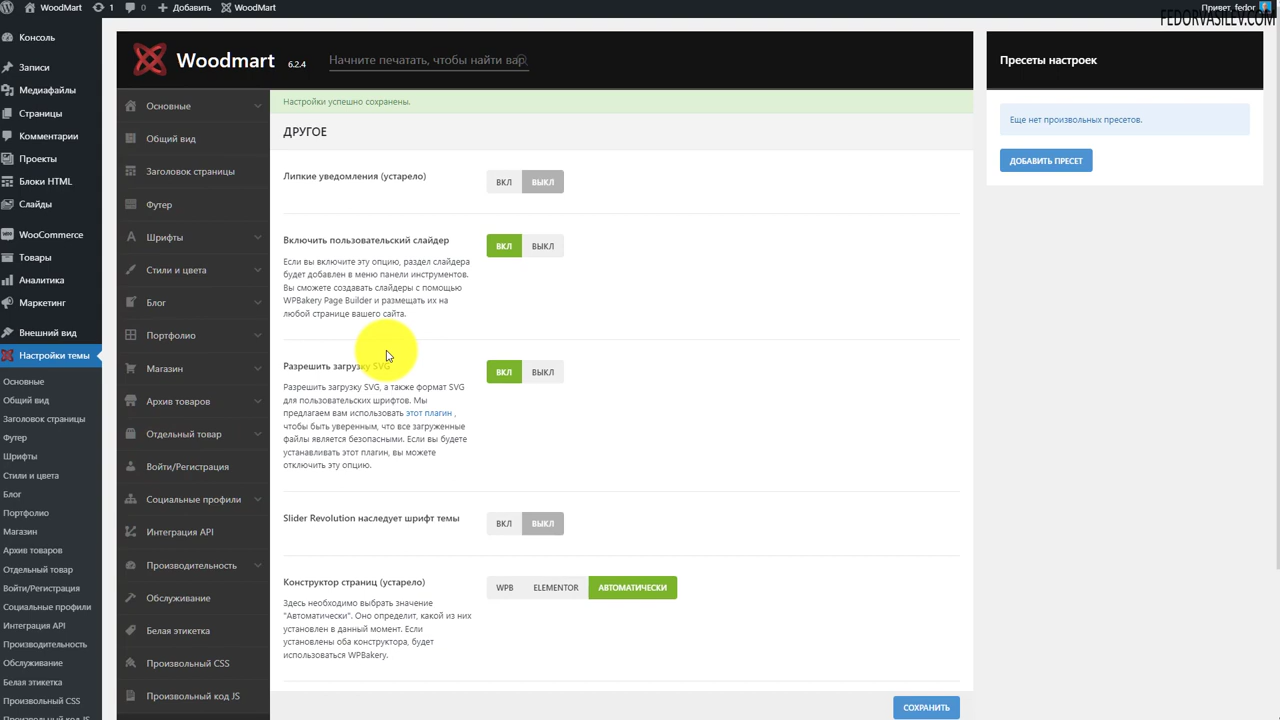 WoodMart
1
0
Добавить
WoodMart
Привет, fedor
FEDORVASILEV.COM
Консоль
Записи
Медиафайлы
Страницы
Комментарии
Проекты
Блоки HTML
Слайды
WooCommerce
Товары
Аналитика
Маркетинг
Внешний вид
Настройки темы
Основные
Общий вид
Заголовок страницы
Футер
Шрифты
Стили и цвета
Блог
Портфолио
Магазин
Архив товаров
Отдельный товар
Войти/Регистрация
Социальные профили
Интеграция API
Производительность
Обслуживание
Белая этикетка
Произвольный CSS
Произвольный код JS
Woodmart
6.2.4
Начните печатать, чтобы найти вар
Основные
Общий вид
Заголовок страницы
Футер
Шрифты
Стили и цвета
Блог
Портфолио
Магазин
Архив товаров
Отдельный товар
Войти/Регистрация
Социальные профили
Интеграция API
Производительность
Обслуживание
Белая этикетка
Произвольный CSS
Произвольный код JS
Настройки успешно сохранены.
ДРУГОЕ
Липкие уведомления (устарело)
ВКЛ ВЫКЛ
Включить пользовательский слайдер
ВКЛ ВЫКЛ
Если вы включите эту опцию, раздел слайдера
будет добавлен в меню панели инструментов.
Вы сможете создавать слайдеры с помощью
WPBakery Page Builder и размещать их на
любой странице вашего сайта.
Разрешить загрузку SVG
ВКЛ ВЫКЛ
Разрешить загрузку SVG, а также формат SVG
для пользовательских шрифтов. Мы
предлагаем вам использовать этот плагин ,
чтобы быть уверенным, что все загруженные
файлы является безопасными. Если вы будете
устанавливать этот плагин, вы можете
отключить эту опцию.
Slider Revolution наследует шрифт темы
ВКЛ ВЫКЛ
Конструктор страниц (устарело)
WPB ELEMENTOR АВТОМАТИЧЕСКИ
Здесь необходимо выбрать значение
"Автоматически". Оно определит, какой из них
установлен в данный момент. Если
установлены оба конструктора, будет
использоваться WPBakery.
СОХРАНИТЬ
Пресеты настроек
Еще нет произвольных пресетов.
ДОБАВИТЬ ПРЕСЕТ